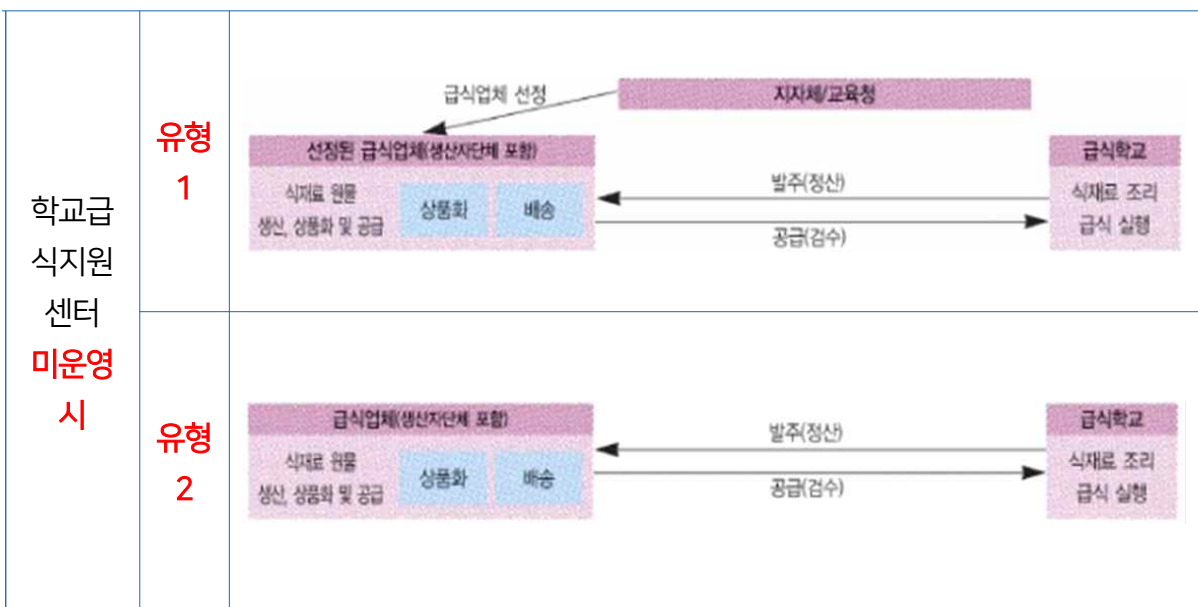 학교급
식지원
센터
미운영
시
유형
1
급식업체 선정
지자체/교육청
선정된 급식업체(생산자단체 포함)
식재료 원물
생산, 상품화 및 공급
상품화
배송
발주(정산)
공급(검수)
급식학교
식재료 조리
급식 실행
유형
2
급식업체(생산자단체 포함)
식재료 원물
생산, 상품화 및 공급
상품화
배송
발주(정산)
공급(검수)
급식학교
식재료 조리
급식 실행